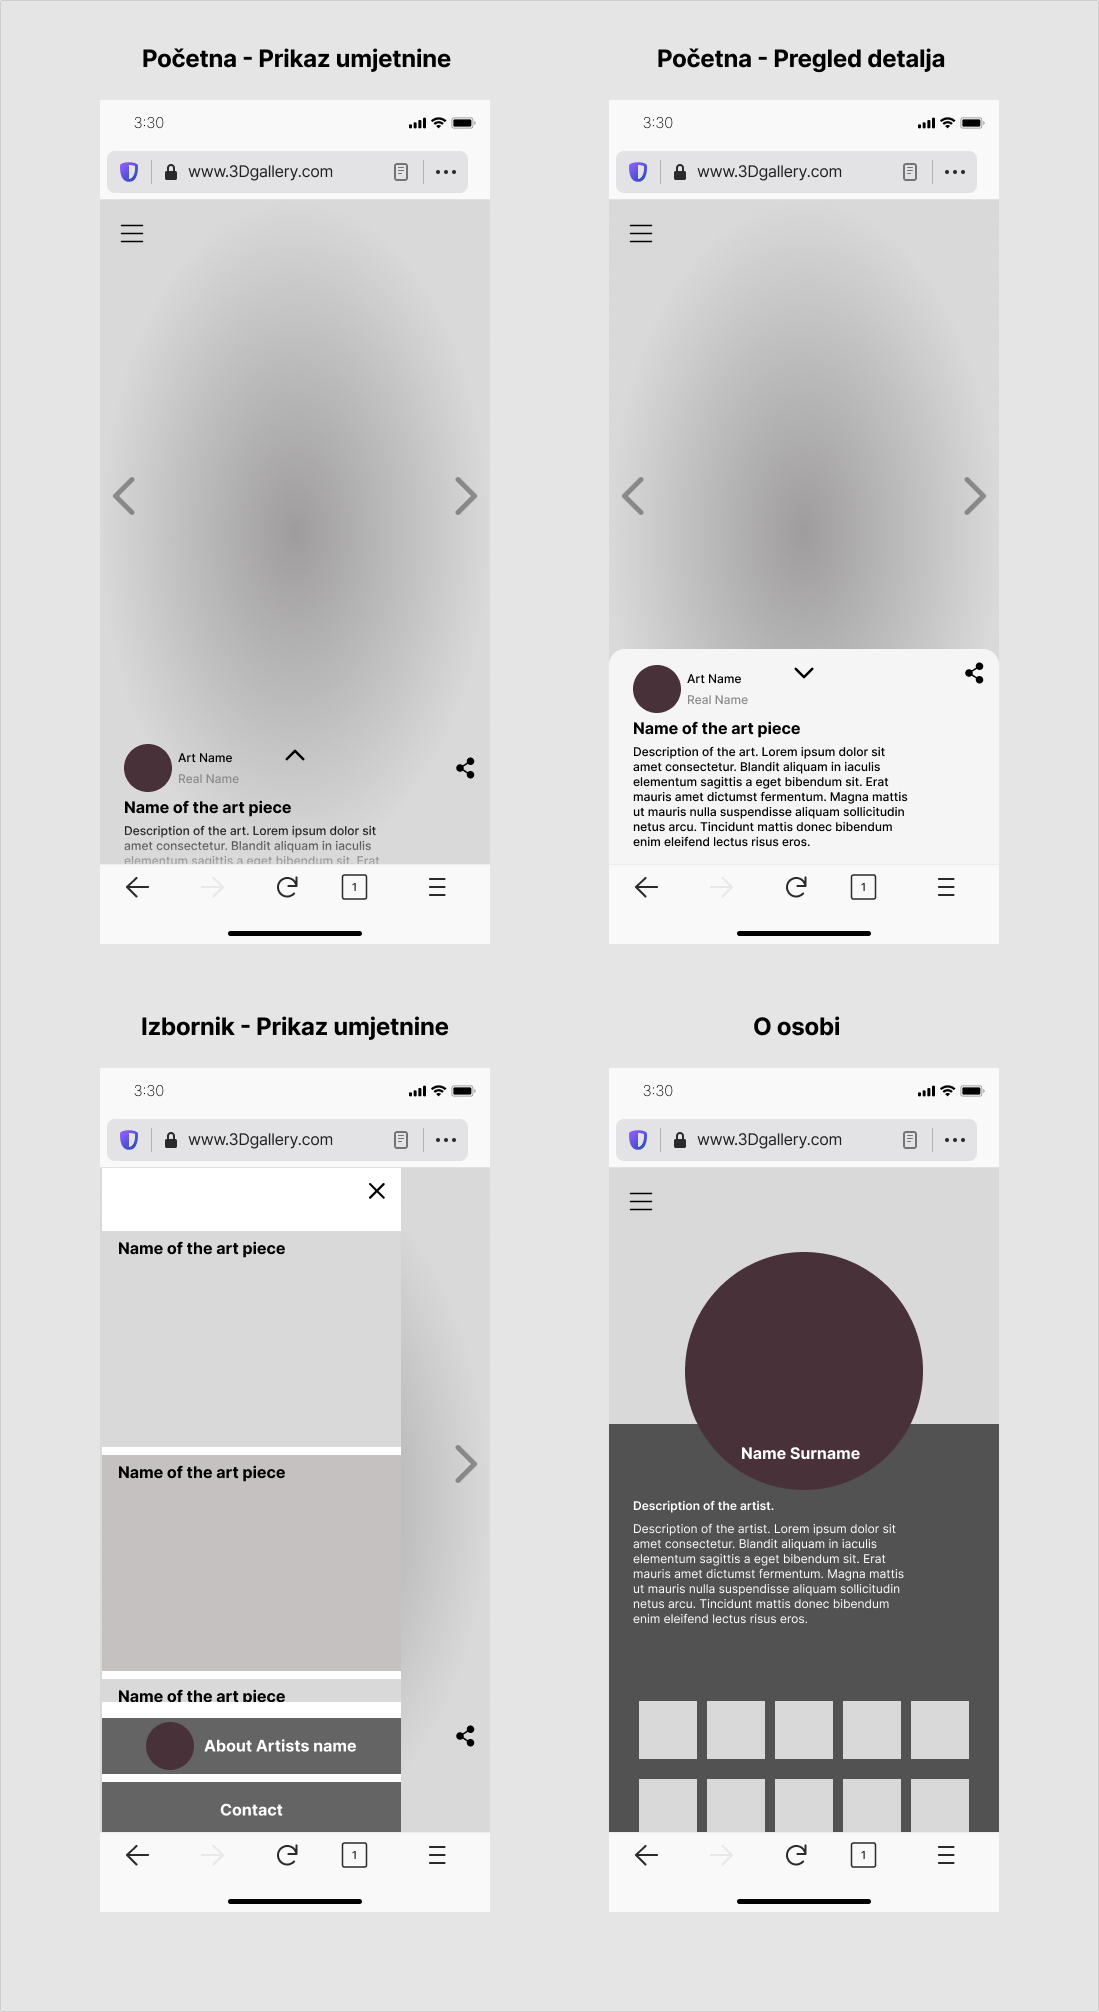 Početna - Prikaz umjetnine
3:30
www.3Dgallery.com
Art Name
Real Name
Name of the art piece
Description of the art. Lorem ipsum dolor sit
amet consectetur. Blandit aliquam in iaculis
elementum sagittis a eget bibendum sit. Erat
1
Početna - Pregled detalja
3:30
www.3Dgallery.com
Art Name
Real Name
Name of the art piece
Description of the art. Lorem ipsum dolor sit
amet consectetur. Blandit aliquam in iaculis
elementum sagittis a eget bibendum sit. Erat
mauris amet dictumst fermentum. Magna mattis
ut mauris nulla suspendisse aliquam sollicitudin
netus arcu. Tincidunt mattis donec bibendum
enim eleifend lectus risus eros.
1
Izbornik - Prikaz umjetnine
3:30
www.3Dgallery.com
Name of the art piece
Name of the art piece
Name of the art piece
About Artists name
Contact
1
O osobi
3:30
www.3Dgallery.com
Name Surname
Description of the artist.
Description of the artist. Lorem ipsum dolor sit
amet consectetur. Blandit aliquam in iaculis
elementum sagittis a eget bibendum sit. Erat
mauris amet dictumst fermentum. Magna mattis
ut mauris nulla suspendisse aliquam sollicitudin
netus arcu. Tincidunt mattis donec bibendum
enim eleifend lectus risus eros.
1